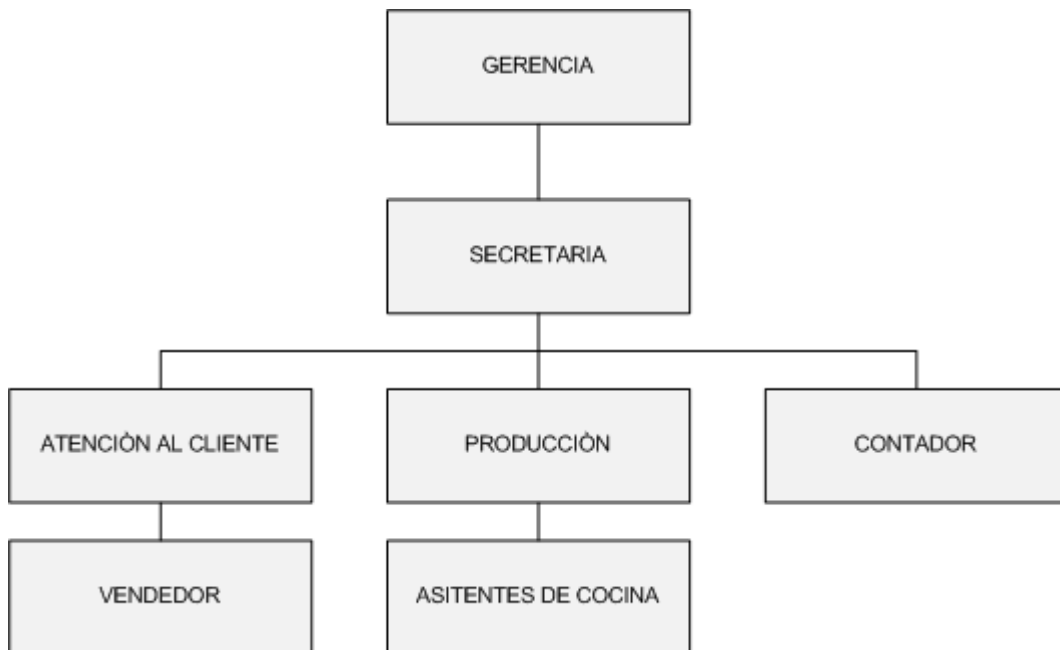 GERENCIA
SECRETARIA
ATENCIÒN AL CLIENTE
PRODUCCIÒN
CONTADOR
VENDEDOR
ASITENTES DE COCINA